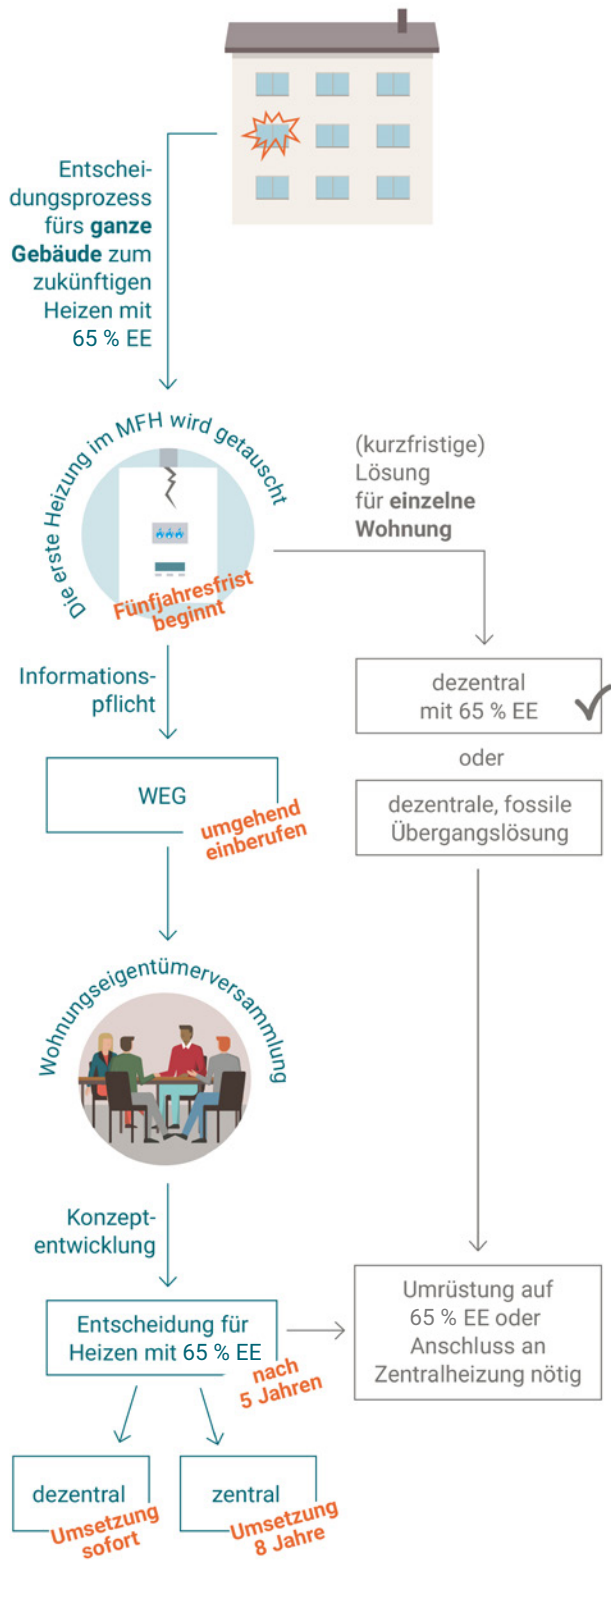 Entschei-
dungsprozess
fürs ganze
Gebäude zum
zukünftigen
Heizen mit
65 % EE
Die erste Heizung im MFH wird getauscht
Fünfjahresfrist
beginnt
(kurzfristige)
Lösung
für einzelne
Wohnung
Informations-
pflicht
dezentral
mit 65 % EE
oder
dezentrale, fossile
Übergangslösung
WEG
umgehend
einberufen
Wohnungseigentümerversammlung
Konzept-
entwicklung
Entscheidung für
Heizen mit 65 % EE
nach
5 Jahren
Umrüstung auf
65 % EE oder
Anschluss an
Zentralheizung nötig
dezentral
Umsetzung
sofort
zentral
Umsetzung
8 Jahre